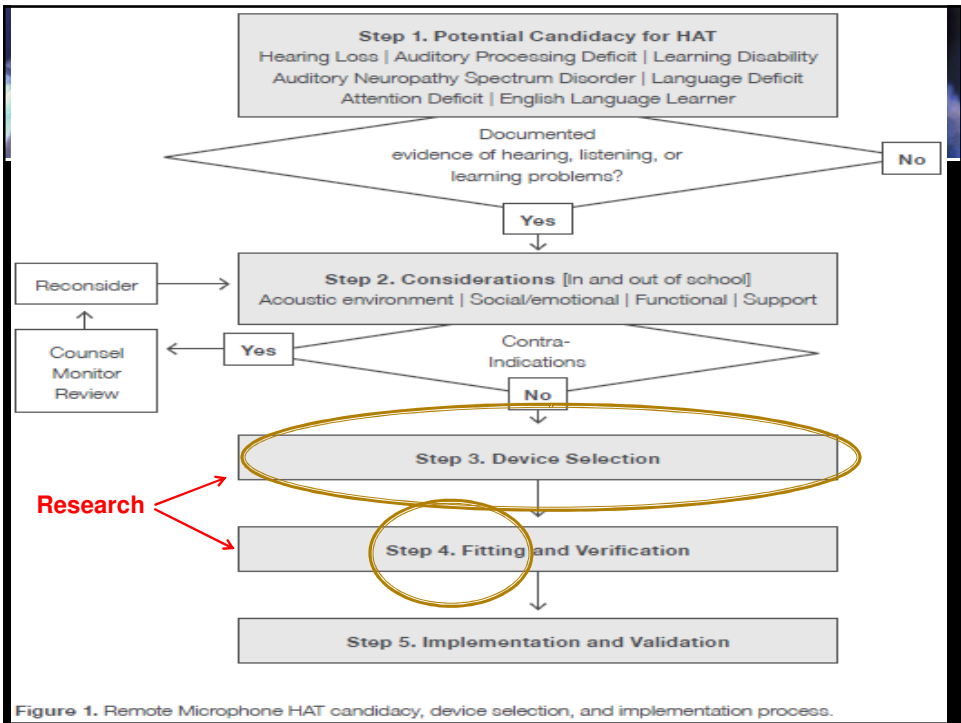 Step 1. Potential Candidacy for HAT
Hearing Loss | Auditory Processing Deficit | Learning Disability
Auditory Neuropathy Spectrum Disorder | Language Deficit
Attention Deficit | English Language Learner
Documented
evidence of hearing, listening, or
learning problems?
No
Yes
Step 2. Considerations [In and out of school]
Acoustic environment | Social/emotional | Functional | Support
Reconsider
Contra-
Indications
Yes
Counsel
Monitor
Review
No
Step 3. Device Selection
Research
Step 4. Fitting and Verification
Step 5. Implementation and Validation
Figure 1. Remote Microphone HAT candidacy, device selection, and implementation process.